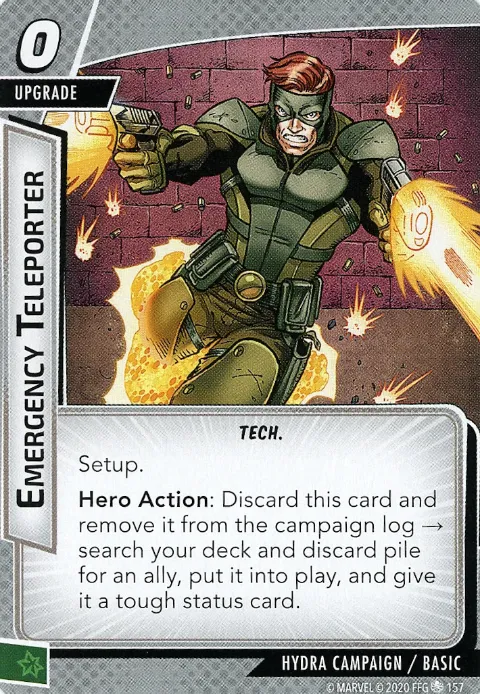 0
UPGRADE
EMERGENCY TELEPORTER
TECH.
Setup.
Hero Action: Discard this card and
remove it from the campaign log →
search your deck and discard pile
for an ally, put it into play, and give
it a tough status card.
HYDRA CAMPAIGN / BASIC
© MARVEL © 2020 FFG 157